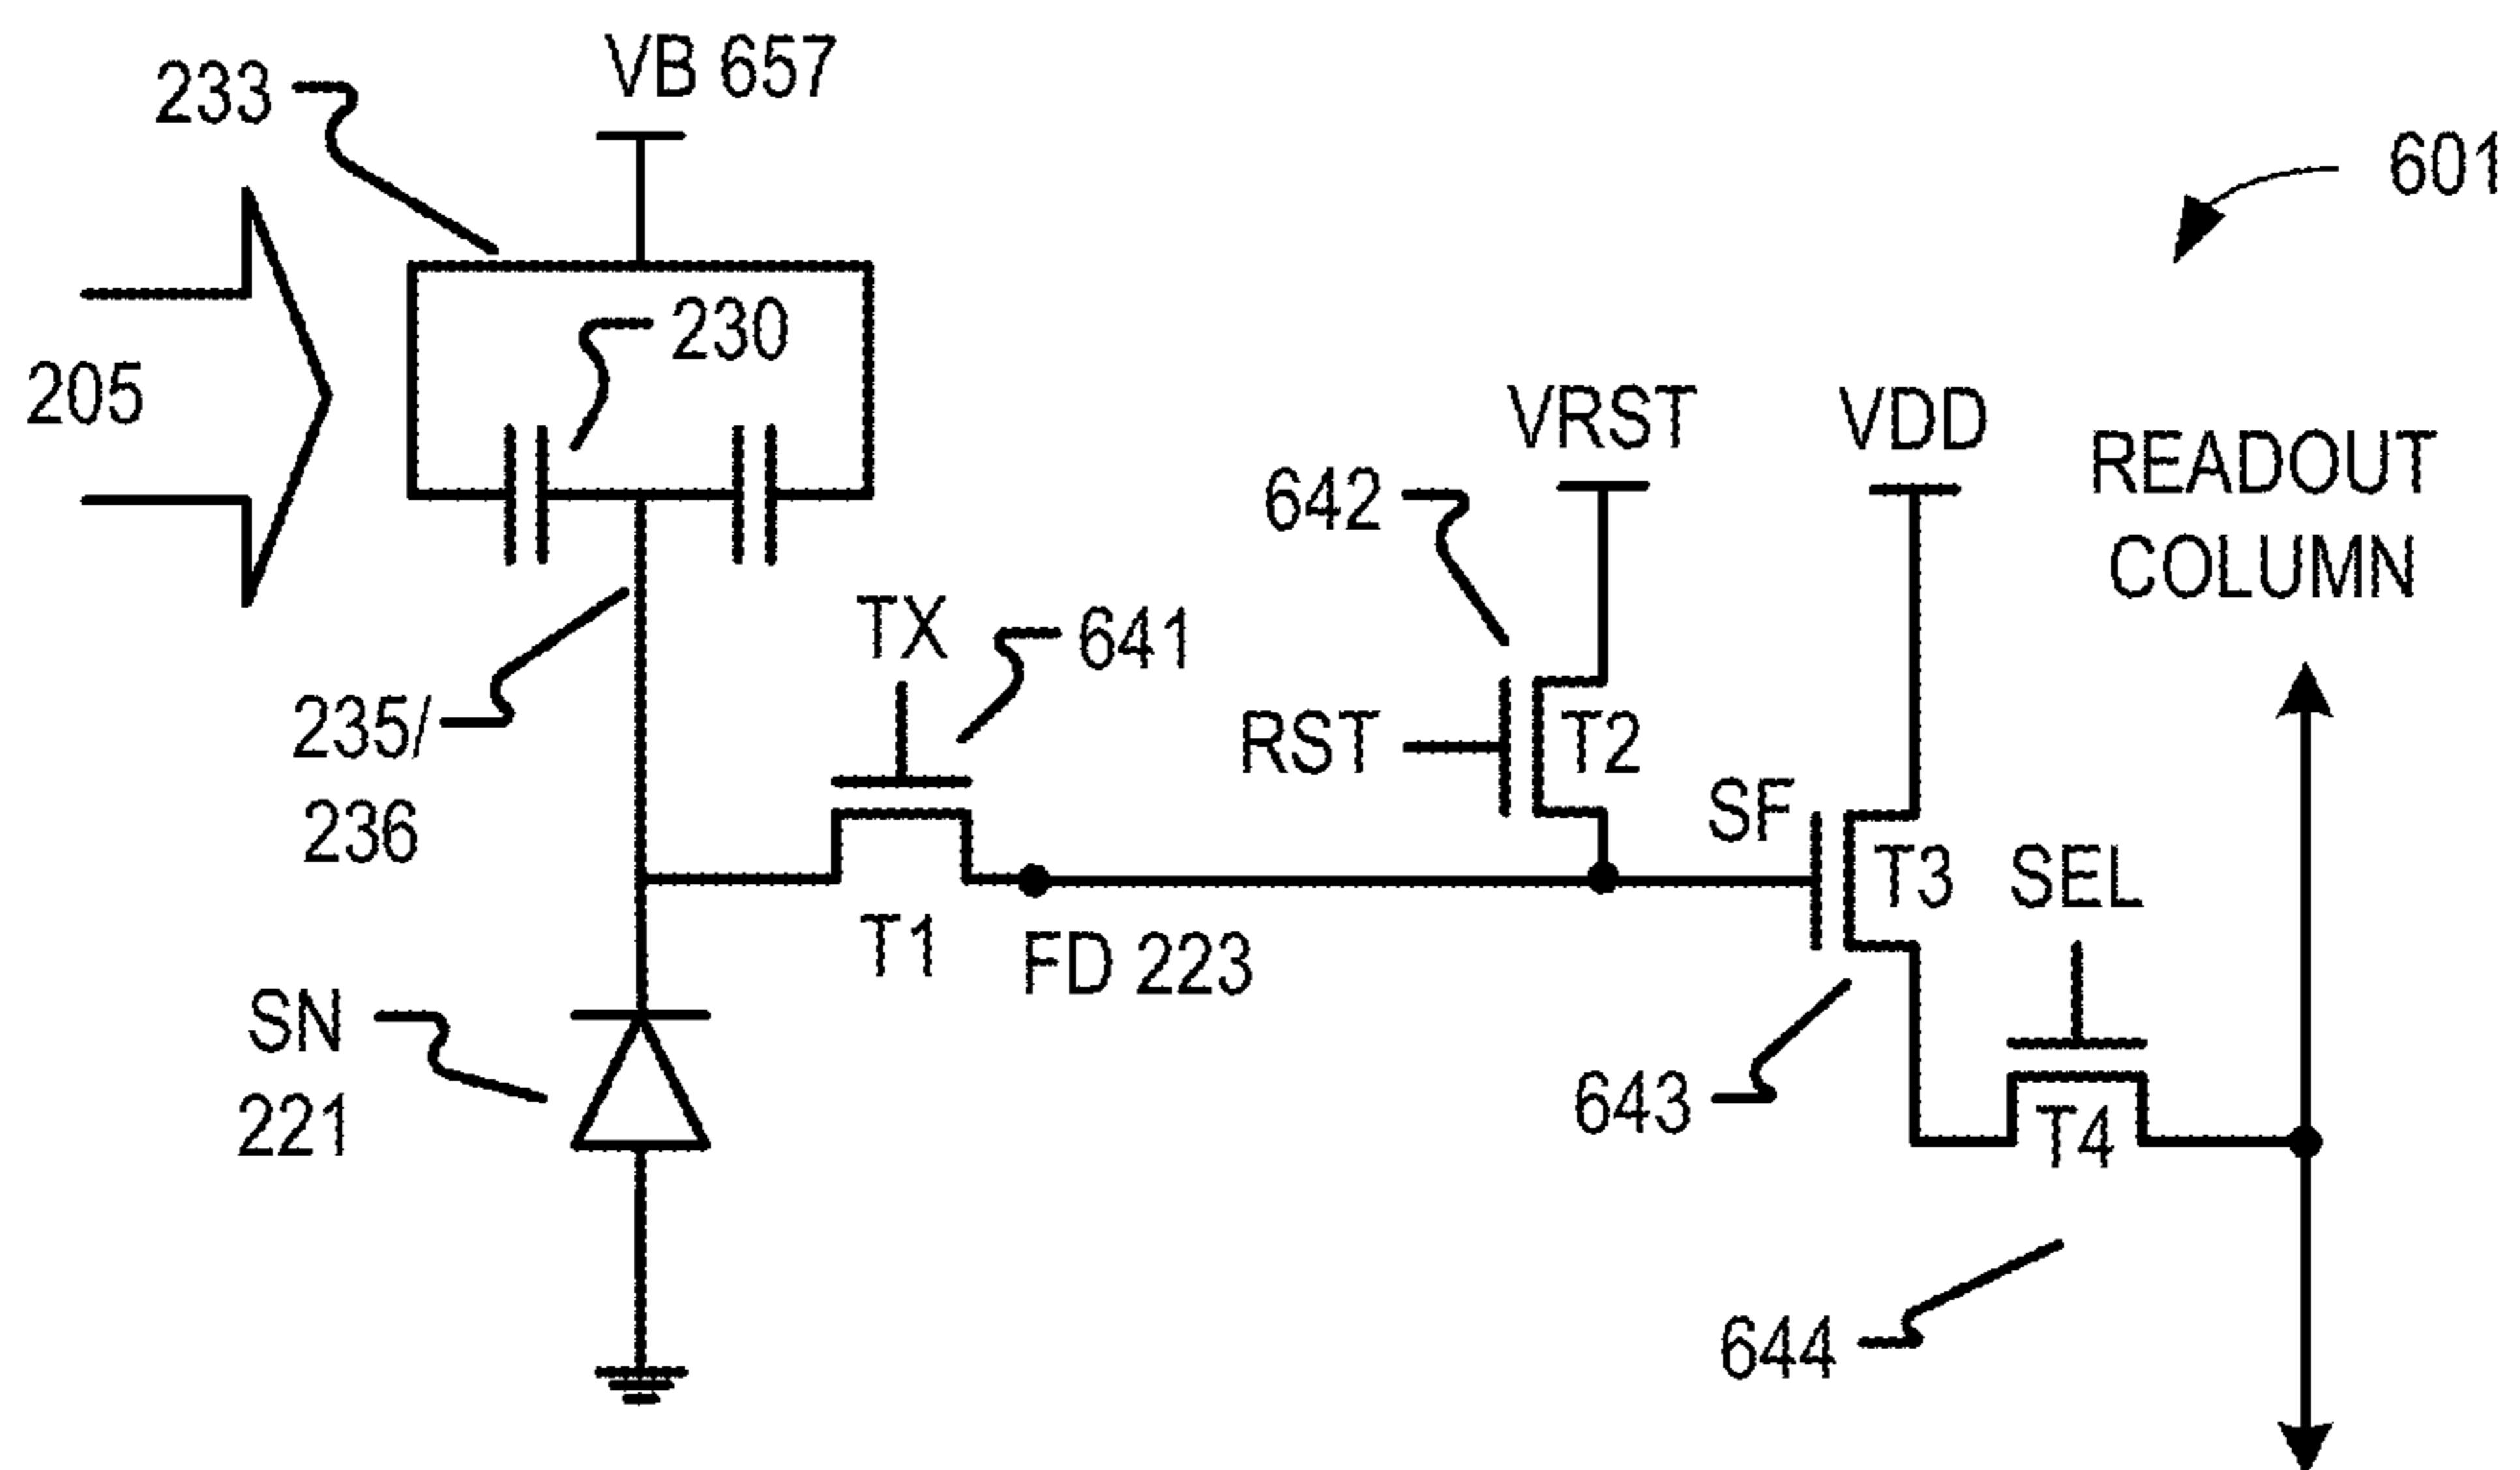 VB 657
233
601
230
205
VRST
VDD
READOUT
COLUMN
642
TX
641
235/
236
RST
T2
SF
T3
SEL
T1
FD 223
SN
221
643
T4
644